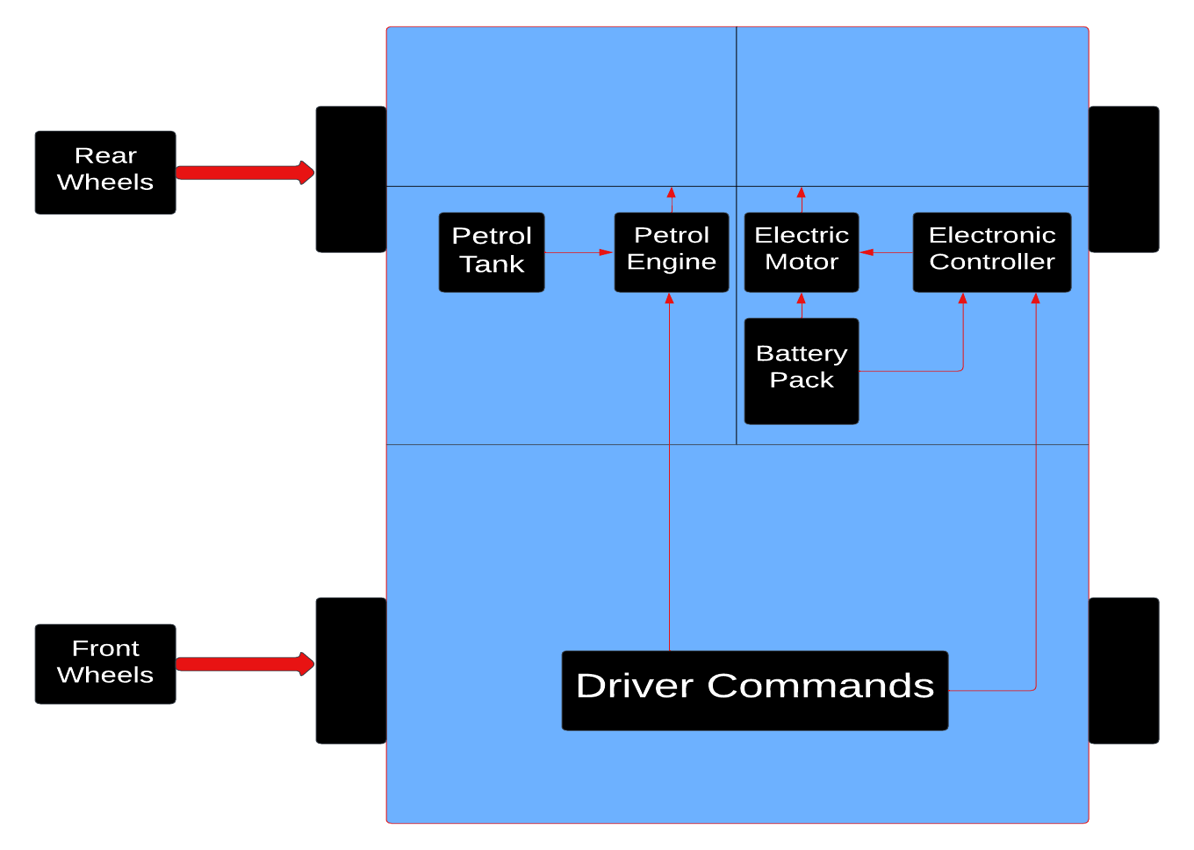 Rear
Wheels
Petrol
Tank
Petrol
Engine
Electric
Motor
Electronic
Controller
Battery
Pack
Front
Wheels
Driver Commands